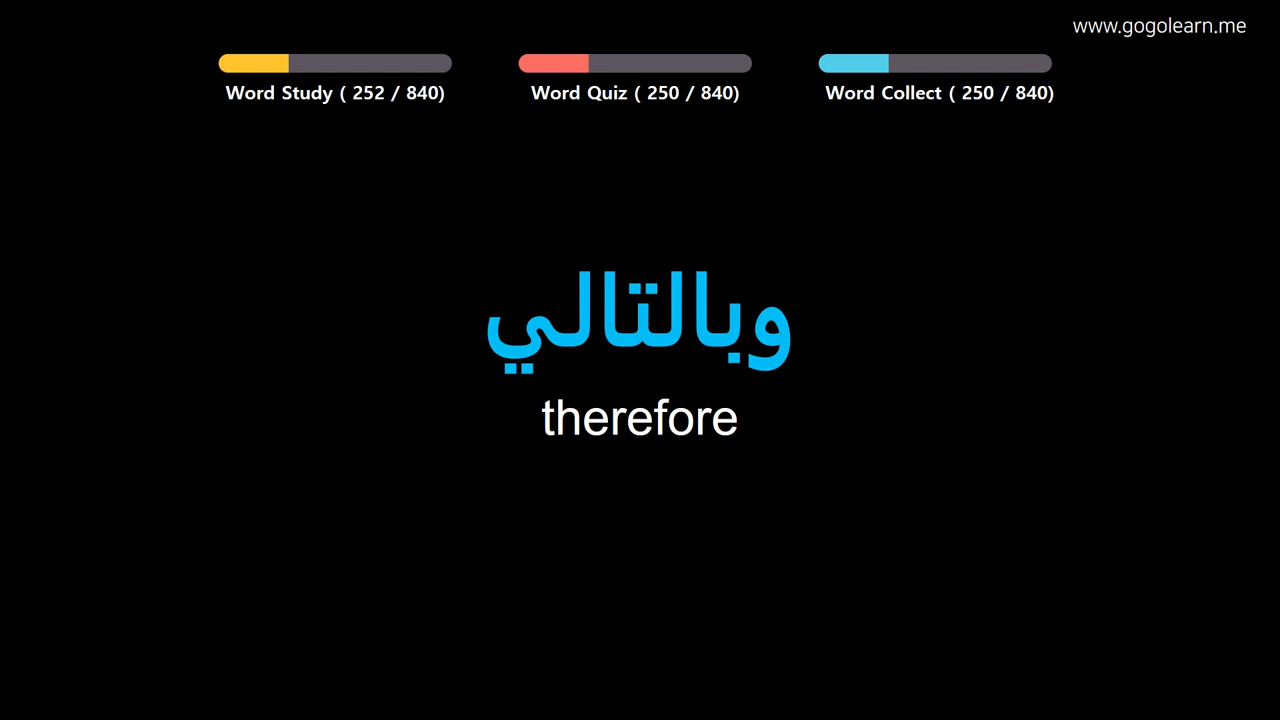 www.gogolearn.me
Word Study ( 252 / 840)
Word Quiz ( 250 / 840)
Word Collect ( 250 / 840)
وبالتالي
therefore